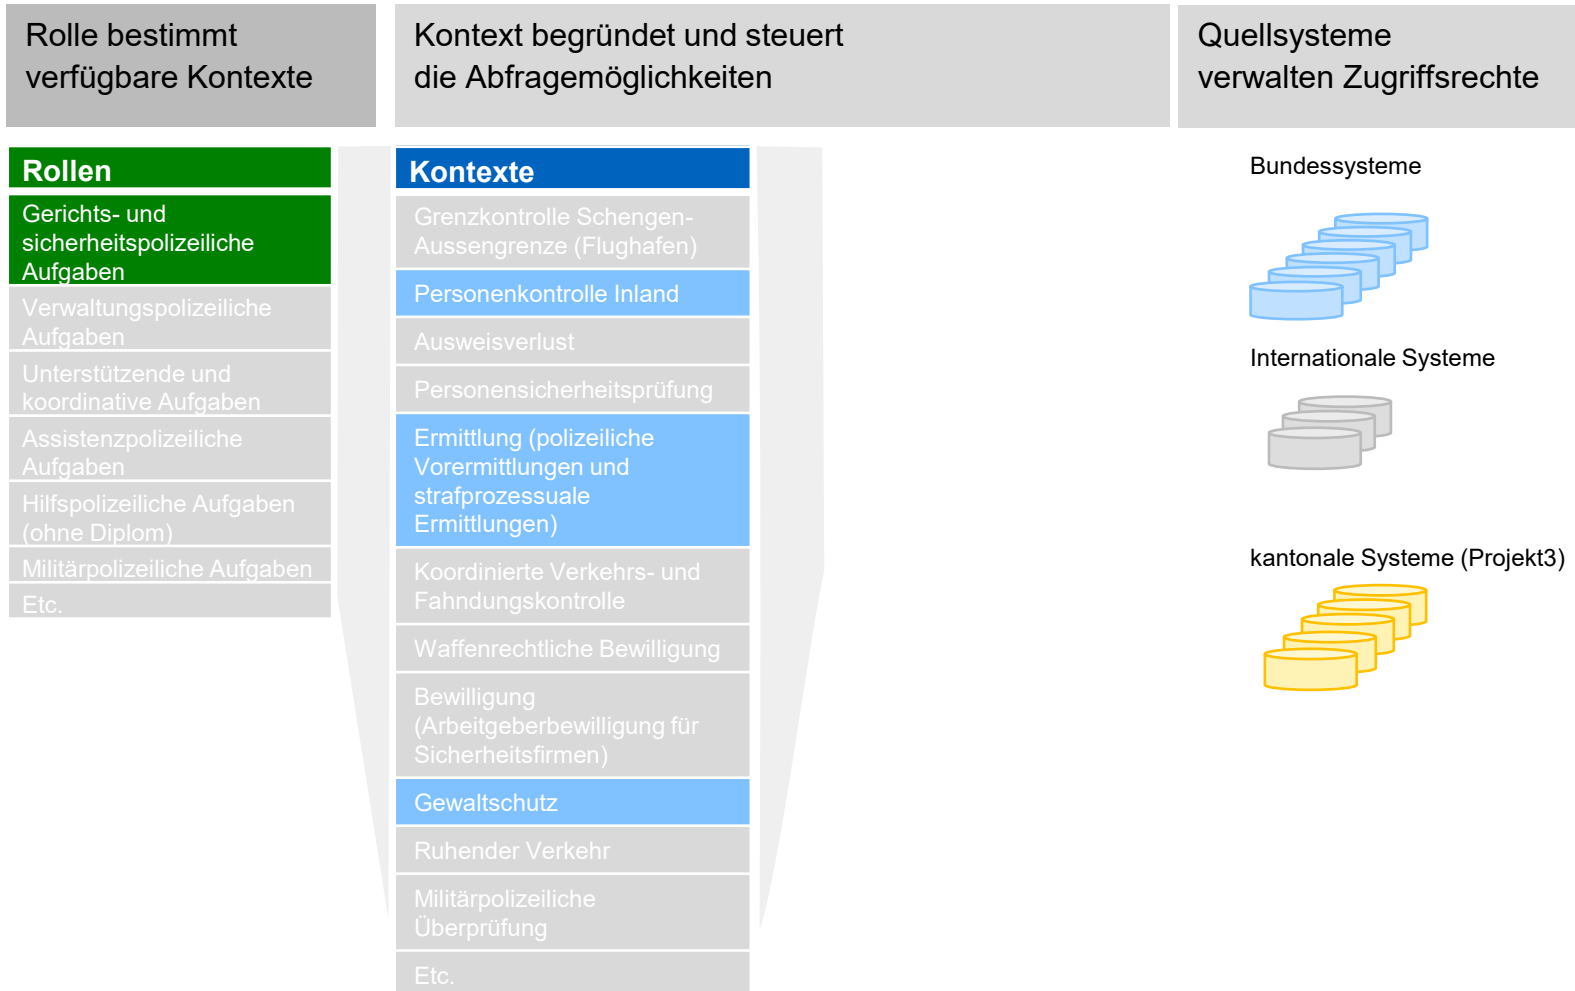 Rolle bestimmt
verfügbare Kontexte
Kontext begründet und steuert
die Abfragemöglichkeiten
Quellsysteme
verwalten Zugriffsrechte
Rollen
Gerichts- und
sicherheitspolizeiliche
Aufgaben
Verwaltungspolizeiliche
Aufgaben
Unterstützende und
koordinative Aufgaben
Assistenzpolizeiliche
Aufgaben
Hilfspolizeiliche Aufgaben
(ohne Diplom)
Militärpolizeiliche Aufgaben
Etc.
Kontexte
Grenzkontrolle Schengen-
Aussengrenze (Flughafen)
Personenkontrolle Inland
Ausweisverlust
Personensicherheitsprüfung
Ermittlung (polizeiliche
Vorermittlungen und
strafprozessuale
Ermittlungen)
Koordinierte Verkehrs- und
Fahndungskontrolle
Waffenrechtliche Bewilligung
Bewilligung
(Arbeitgeberbewilligung für
Sicherheitsfirmen)
Gewaltschutz
Ruhender Verkehr
Militärpolizeiliche
Überprüfung
Etc.
Bundessysteme
Internationale Systeme
kantonale Systeme (Projekt3)